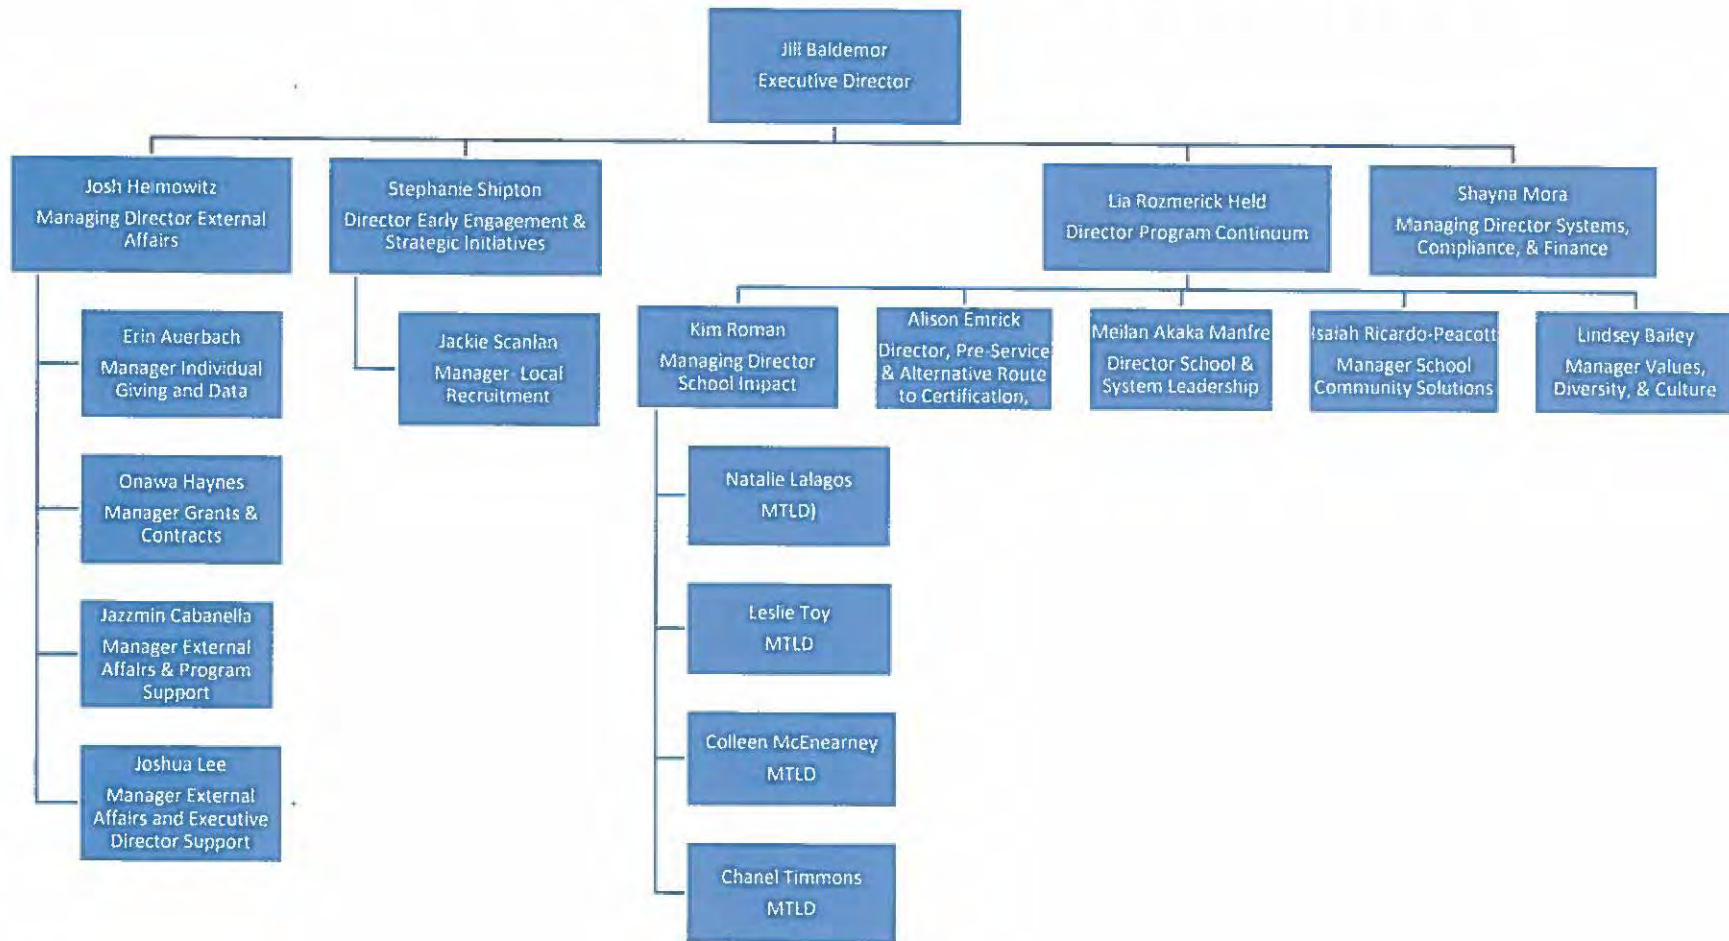 Jill Baldemor
Executive Director
Josh Heimowitz
Managing Director External
Affairs
Stephanie Shipton
Director Early Engagement &
Strategic Initiatives
Lia Rozmerick Held
Director Program Continuum
Shayna Mora
Managing Director Systems,
Compliance, & Finance
Erin Auerbach
Manager Individual
Giving and Data
Onawa Haynes
Manager Grants &
Contracts
Jazzmin Cabanella
Manager External
Affairs & Program
Support
Joshua Lee
Manager External
Affairs and Executive
Director Support
Jackie Scanlan
Manager- Local
Recruitment
Kim Roman
Managing Director
School Impact
Alison Emrick
Director, Pre-Service
& Alternative Route
to Certification,
Meilan Akaka Manfre
Director School &
System Leadership
Isaiah Ricardo-Peacott
Manager School
Community Solutions
Lindsey Bailey
Manager Values,
Diversity, & Culture
Natalie Lalagos
MTLD)
Leslie Toy
MTLD
Colleen McEnearney
MTLD
Chanel Timmons
MTLD